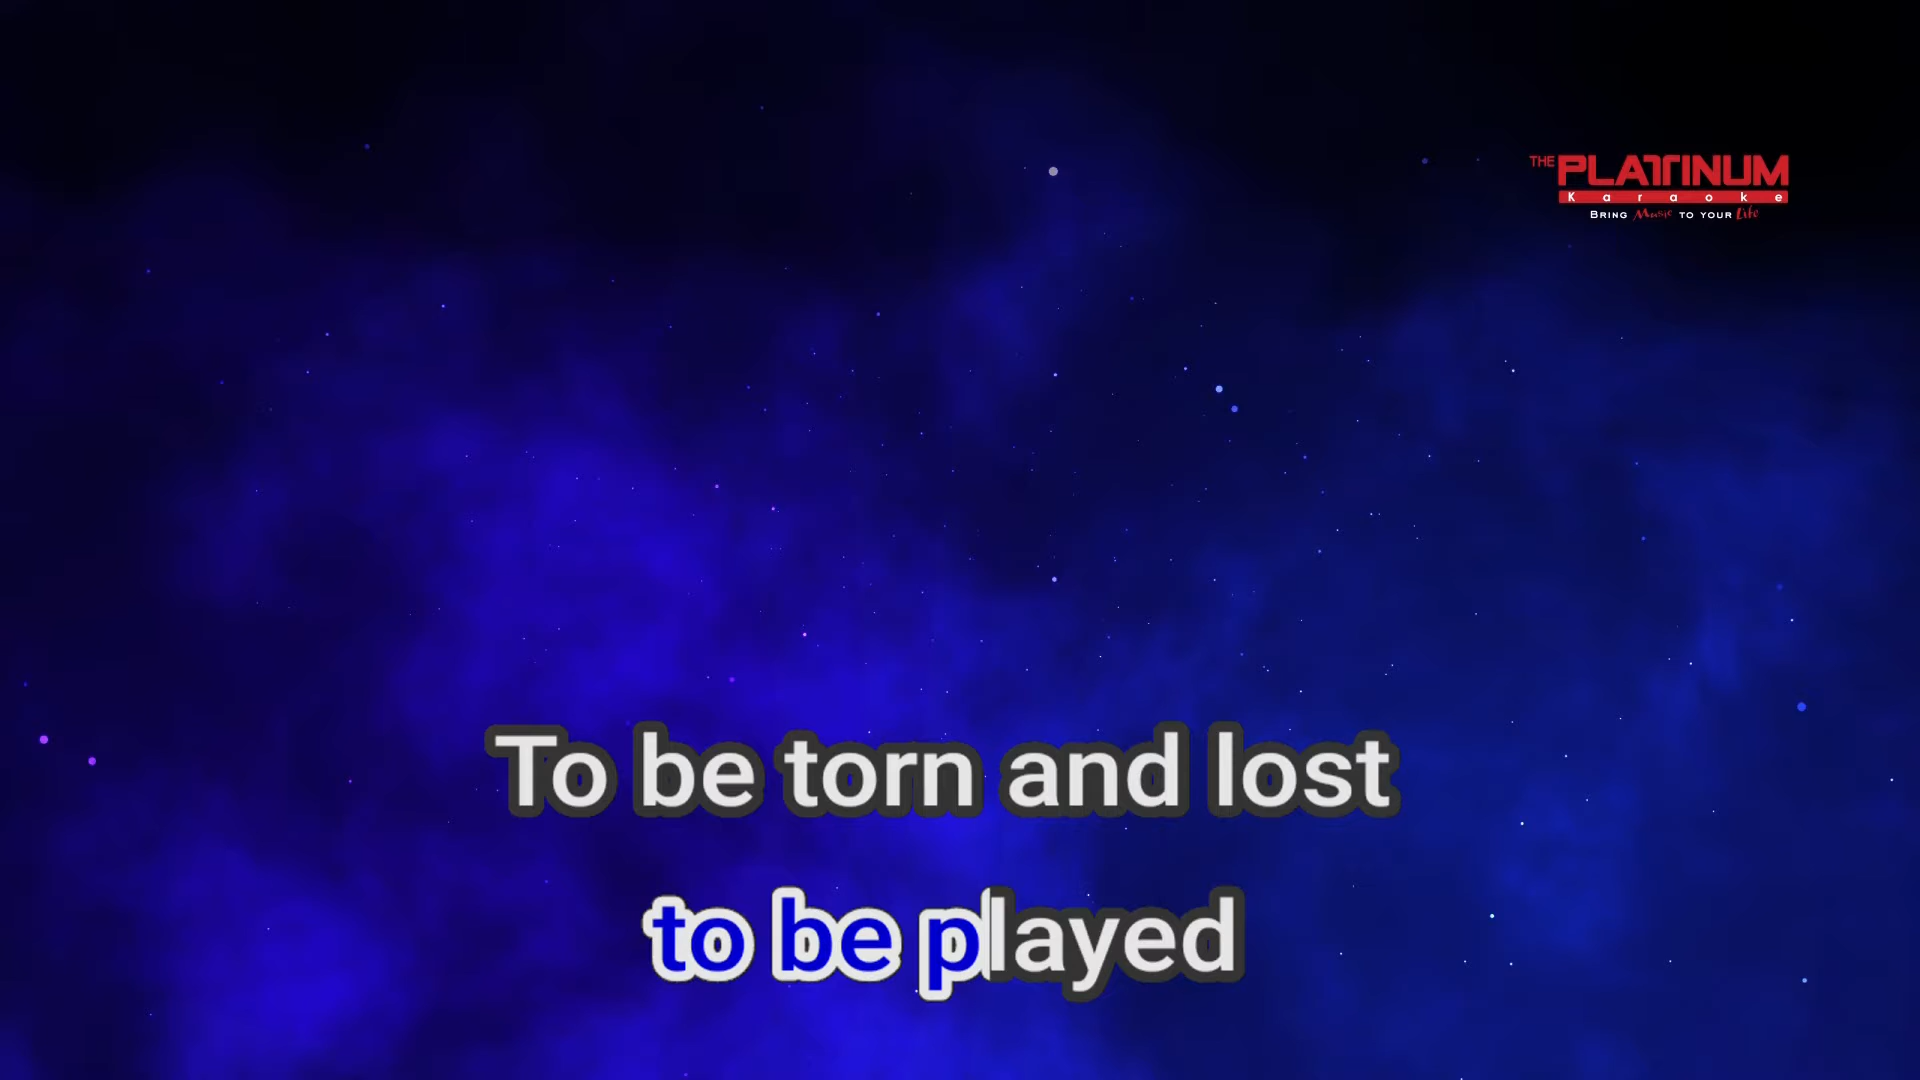 THE PLATINUM
Karaoke
BRING Music TO YOUR Life
To be torn and lost
to be played